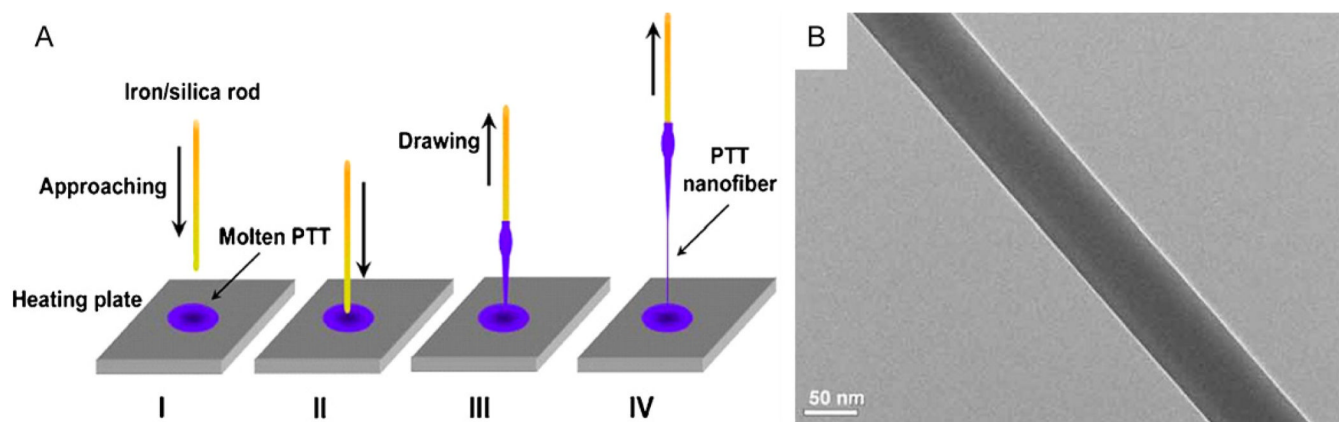 A
Iron/silica rod
Approaching
Molten PTT
Heating plate
Drawing
PTT
nanofiber
I
II
III
IV
B
50 nm